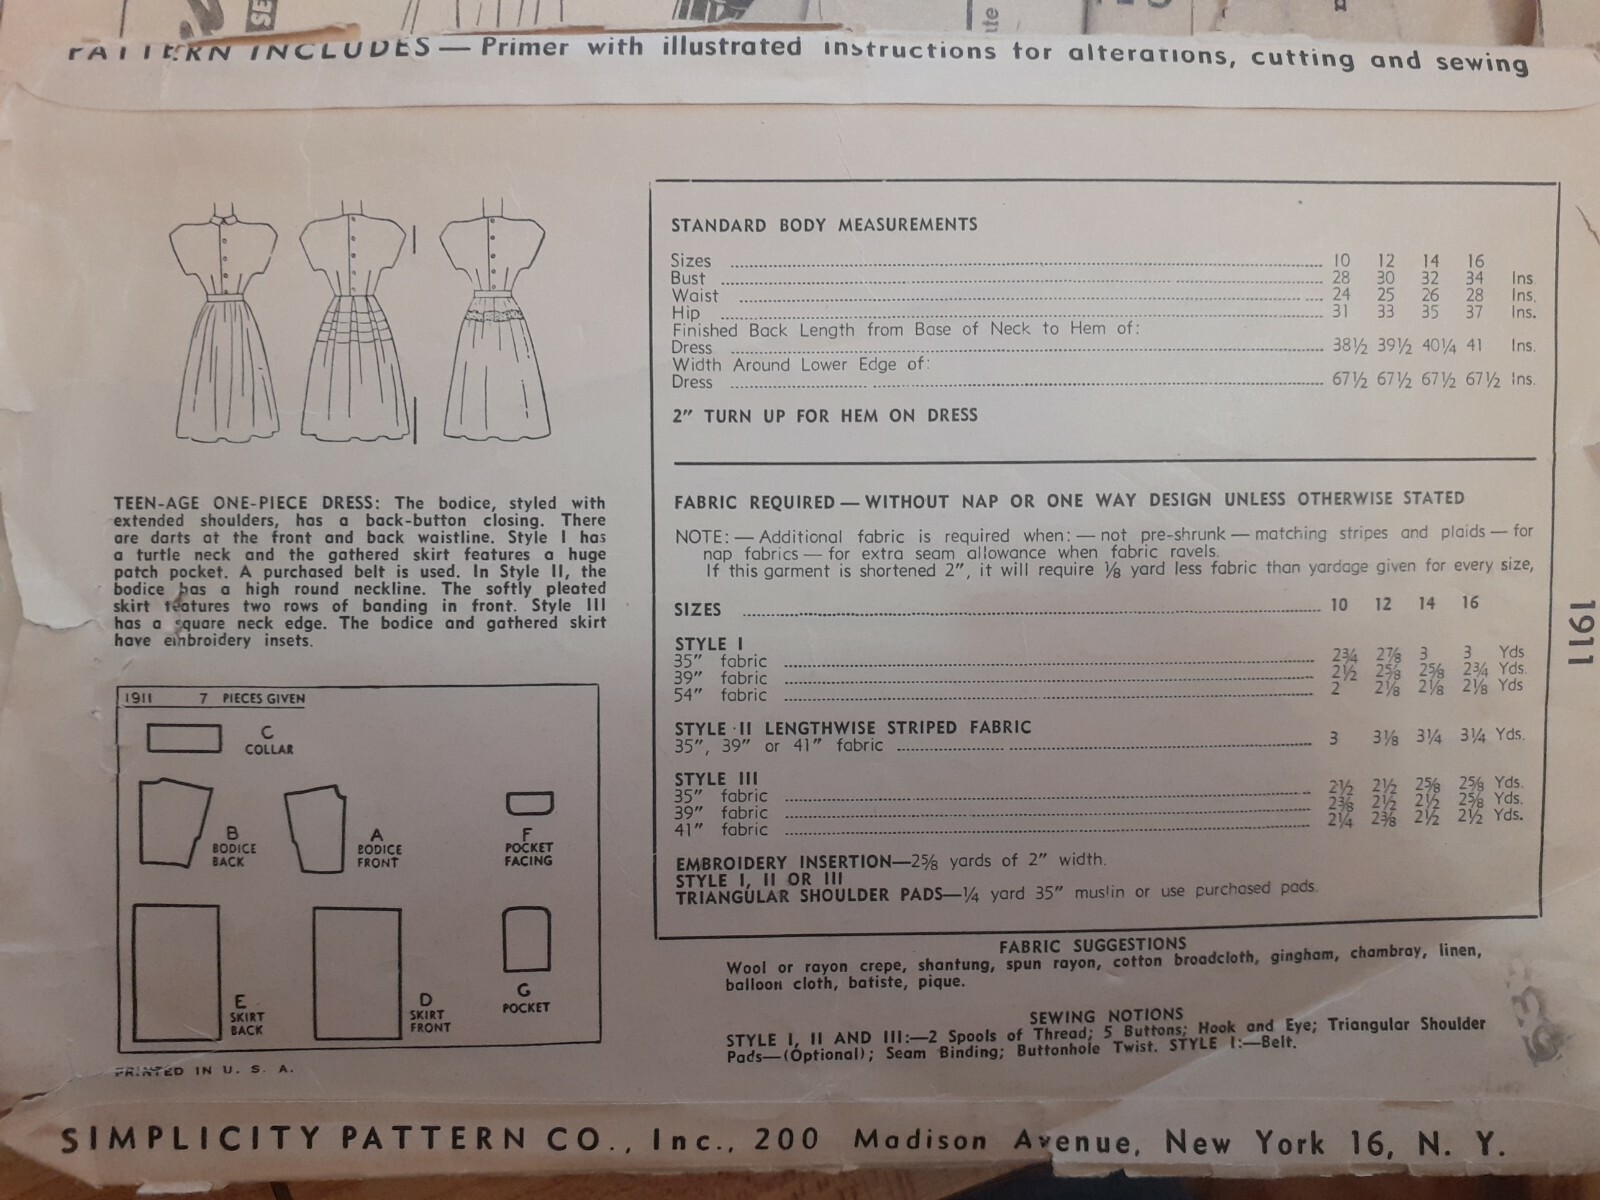 PATTERN INCLUDES — Primer with illustrated instructions for alterations, cutting and sewing
STANDARD BODY MEASUREMENTS
Sizes 10 12 14 16
Bust 28 30 32 34 Ins
Waist 24 25 26 28 Ins.
Hip 31 33 35 37 Ins.
Finished Back Length from Base of Neck to Hem of:
Dress 38½ 39½ 40¼ 41 Ins.
Width Around Lower Edge of:
Dress 67½ 67½ 67½ 67½ Ins.
2" TURN UP FOR HEM ON DRESS
FABRIC REQUIRED — WITHOUT NAP OR ONE WAY DESIGN UNLESS OTHERWISE STATED
NOTE: — Additional fabric is required when: — not pre-shrunk — matching stripes and plaids — for
nap fabrics — for extra seam allowance when fabric ravels.
If this garment is shortened 2", it will require ⅛ yard less fabric than yardage given for every size,
SIZES 10 12 14 16
STYLE I
35" fabric 2¾ 2⅞ 3 3 Yds
39" fabric 2½ 2⅝ 2⅝ 2¾ Yds.
54" fabric 2 2⅛ 2⅛ 2⅛ Yds
STYLE II LENGTHWISE STRIPED FABRIC
35", 39" or 41" fabric 3 3⅛ 3¼ 3¼ Yds.
STYLE III
35" fabric 2½ 2½ 2⅝ 2⅝ Yds.
39" fabric 2⅜ 2½ 2½ 2⅝ Yds.
41" fabric 2¼ 2⅜ 2½ 2½ Yds.
EMBROIDERY INSERTION—2⅝ yards of 2" width.
STYLE I, II OR III
TRIANGULAR SHOULDER PADS—¼ yard 35" muslin or use purchased pads.
1911
TEEN-AGE ONE-PIECE DRESS: The bodice, styled with
extended shoulders, has a back-button closing. There
are darts at the front and back waistline. Style I has
a turtle neck and the gathered skirt features a huge
patch pocket. A purchased belt is used. In Style II, the
bodice has a high round neckline. The softly pleated
skirt features two rows of banding in front. Style III
has a square neck edge. The bodice and gathered skirt
have embroidery insets.
1911 7 PIECES GIVEN
C
COLLAR
B
BODICE
BACK
A
BODICE
FRONT
F
POCKET
FACING
E
SKIRT
BACK
D
SKIRT
FRONT
G
POCKET
PRINTED IN U. S. A.
FABRIC SUGGESTIONS
Wool or rayon crepe, shantung, spun rayon, cotton broadcloth, gingham, chambray, linen,
balloon cloth, batiste, pique.
SEWING NOTIONS
STYLE I, II AND III:—2 Spools of Thread; 5 Buttons; Hook and Eye; Triangular Shoulder
Pads—(Optional); Seam Binding; Buttonhole Twist. STYLE I:—Belt.
SIMPLICITY PATTERN CO., Inc., 200 Madison Avenue, New York 16, N. Y.